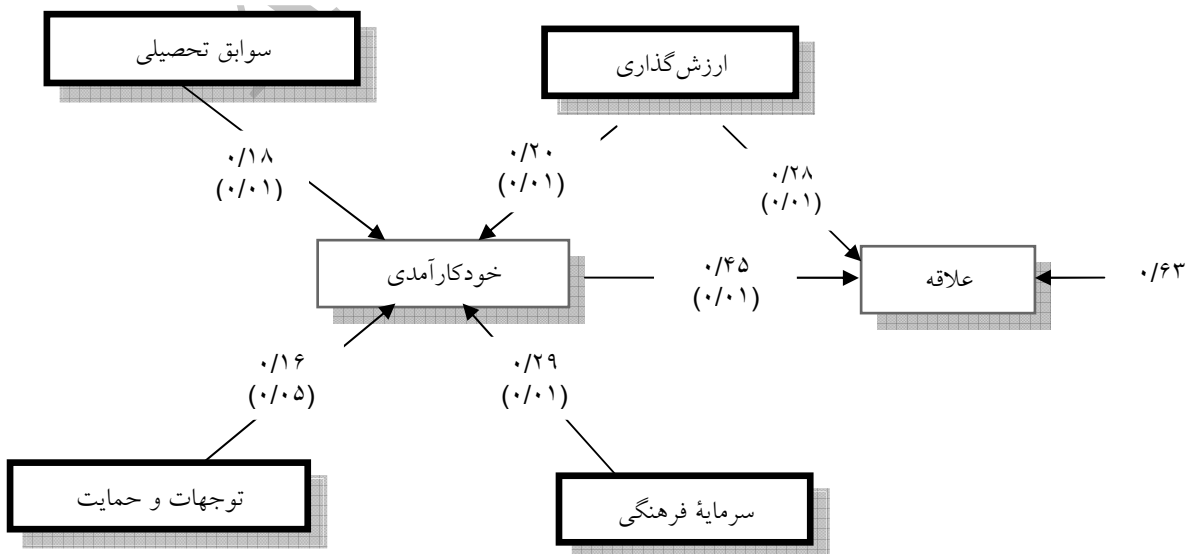 سوابق تحصیلی
ارزش‌گذاری
۰/۱۸
(۰/۰۱)
۰/۲۰
(۰/۰۱)
۰/۲۸
(۰/۰۱)
خودکارآمدی
۰/۴۵
(۰/۰۱)
علاقه
۰/۶۳
۰/۱۶
(۰/۰۵)
۰/۲۹
(۰/۰۱)
توجهات و حمایت
سرمایۀ فرهنگی